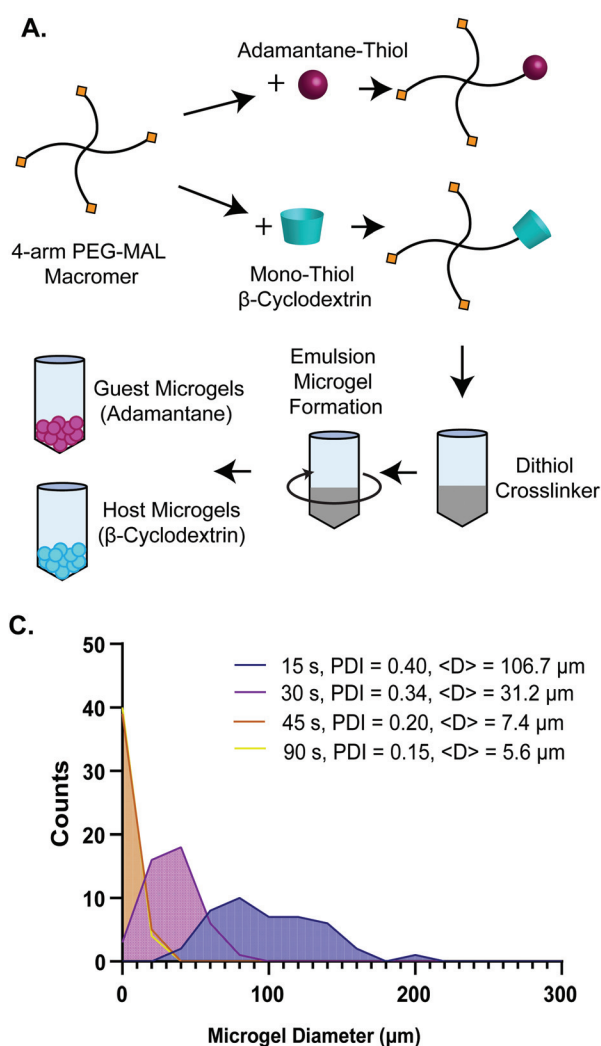 A.
Adamantane-Thiol
+
4-arm PEG-MAL
Macromer
+
Mono-Thiol
β-Cyclodextrin
Emulsion
Microgel
Formation
Guest Microgels
(Adamantane)
Dithiol
Crosslinker
Host Microgels
(β-Cyclodextrin)
C.
50
40
30
20
10
0
Counts
15 s, PDI = 0.40, <D> = 106.7 µm
30 s, PDI = 0.34, <D> = 31.2 µm
45 s, PDI = 0.20, <D> = 7.4 µm
90 s, PDI = 0.15, <D> = 5.6 µm
0 100 200 300
Microgel Diameter (µm)